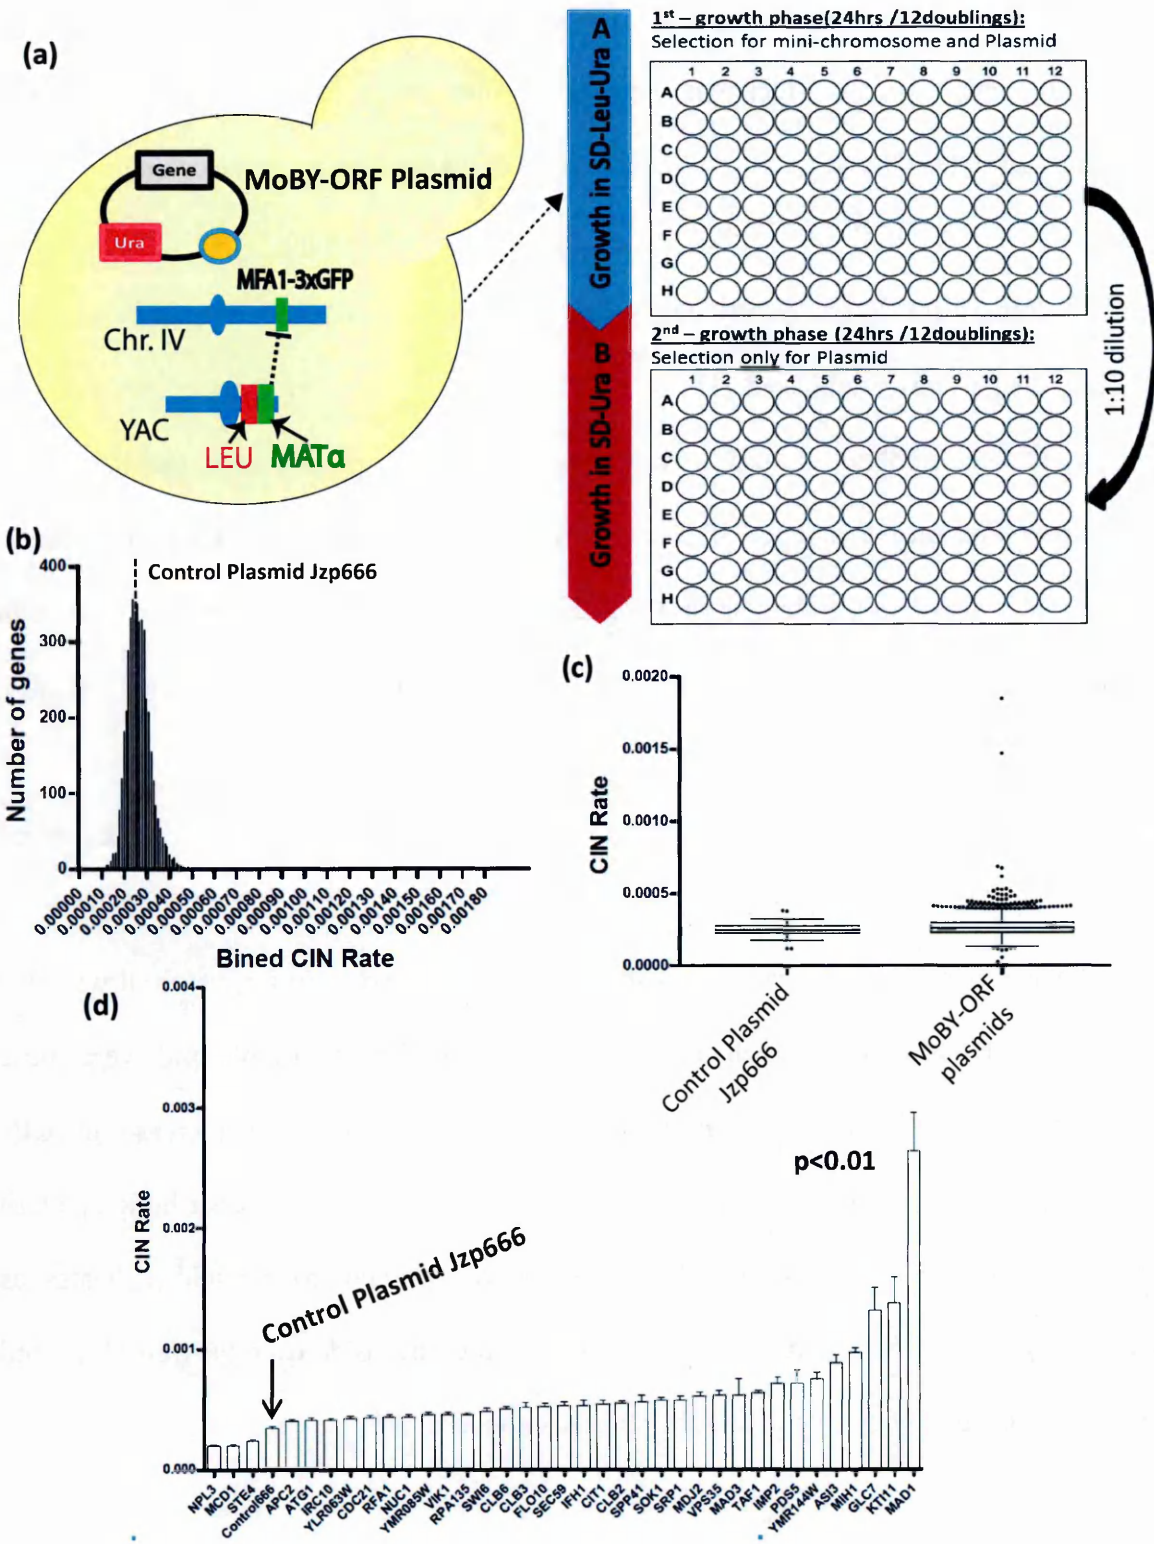 (a)
Gene
MoBY-ORF Plasmid
Ura
MFA1-3xGFP
Chr. IV
YAC
LEU MATα
A
Growth in SD-Leu-Ura
B
Growth in SD-Ura
1st – growth phase(24hrs /12doublings):
Selection for mini-chromosome and Plasmid
1 2 3 4 5 6 7 8 9 10 11 12
A
B
C
D
E
F
G
H
2nd – growth phase (24hrs /12doublings):
Selection only for Plasmid
1 2 3 4 5 6 7 8 9 10 11 12
A
B
C
D
E
F
G
H
1:10 dilution
(b)
Control Plasmid Jzp666
Number of genes
400
300
200
100
0
0.00000 0.00010 0.00020 0.00030 0.00040 0.00050 0.00060 0.00070 0.00080 0.00090 0.00100 0.00110 0.00120 0.00130 0.00140 0.00150 0.00160 0.00170 0.00180
Bined CIN Rate
(c)
CIN Rate
0.0020
0.0015
0.0010
0.0005
0.0000
Control Plasmid
Jzp666
MoBY-ORF
plasmids
(d)
CIN Rate
0.004
0.003
0.002
0.001
0.000
Control Plasmid Jzp666
p<0.01
NPL3 MCD1 STE4 Control666 APC2 ATG1 IRC10 YLR063W CDC21 RFA1 NUC1 YMR085W VIK1 RPA135 SWI6 CLB6 CLB3 FLO10 SEC59 IFH1 CIT1 CLB2 SPP41 SOK1 SRP1 MDJ2 VPS35 MAD3 TAF1 IMP2 PDS5 YMR144W ASI3 MIH1 GLC7 KTI11 MAD1